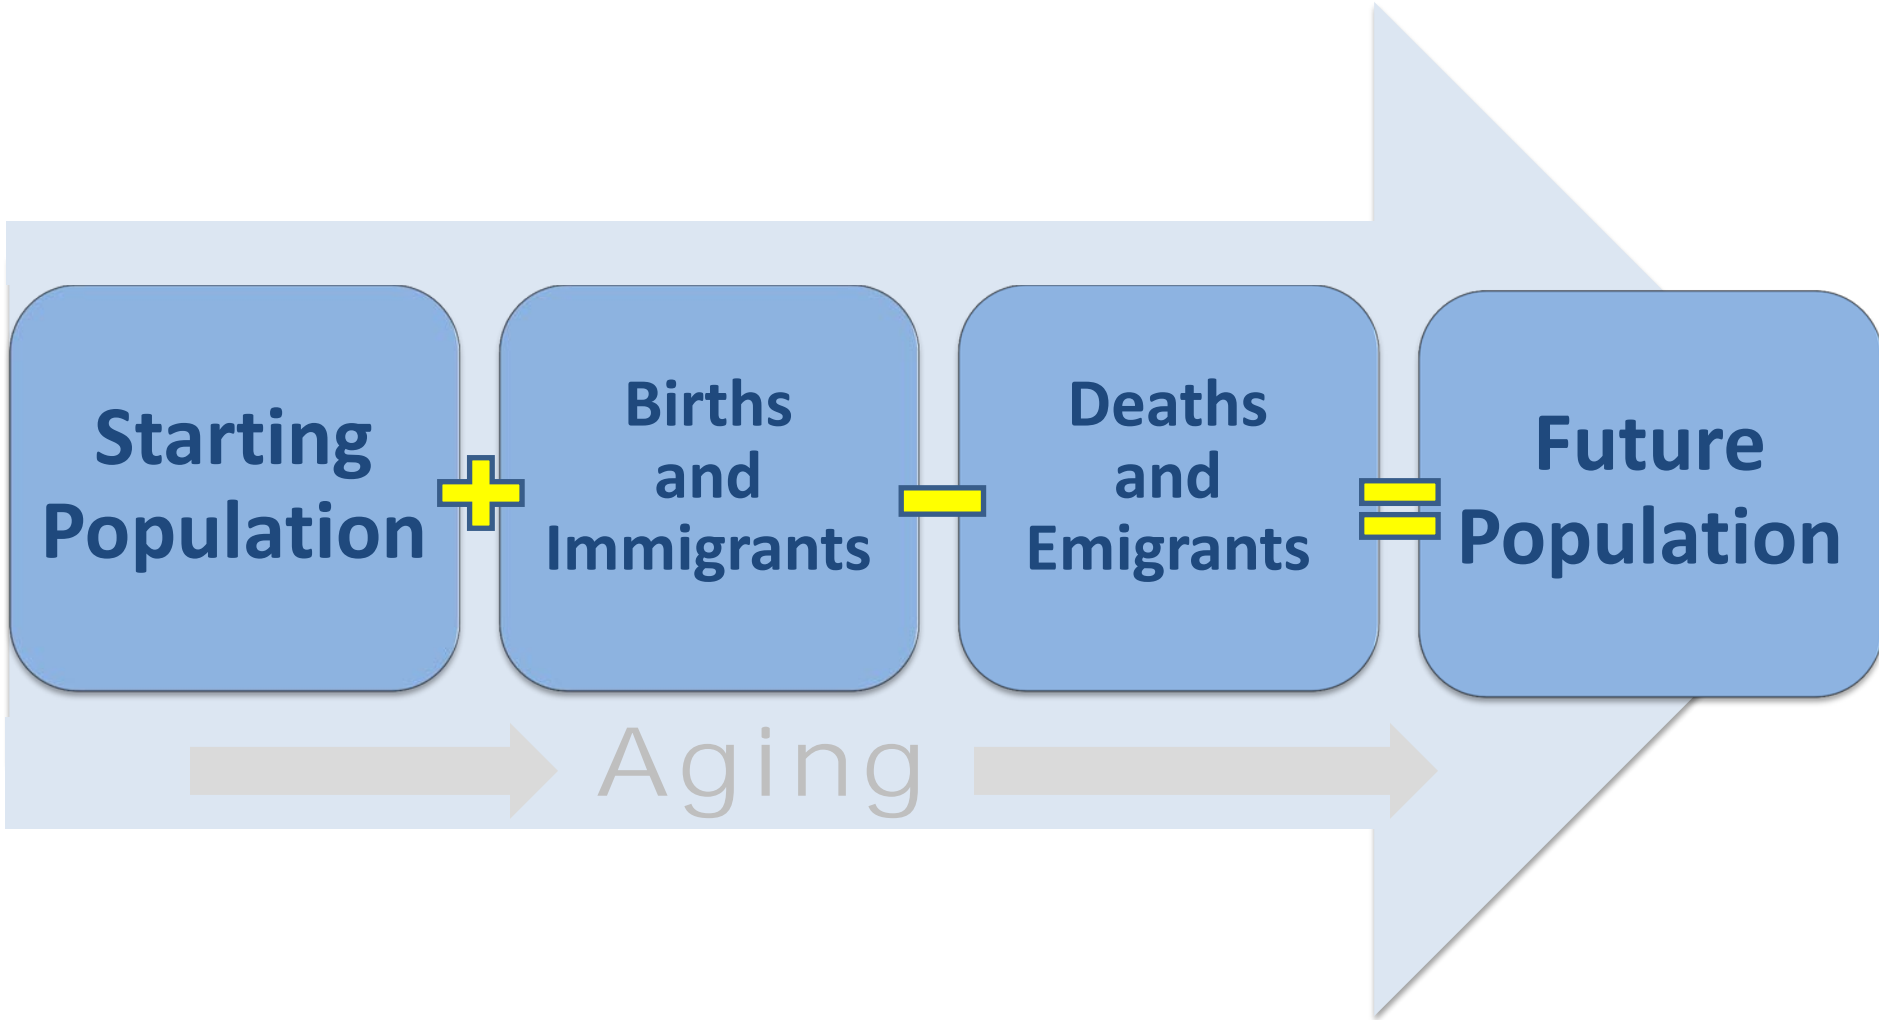 Starting
Population
Births
and
Immigrants
Deaths
and
Emigrants
Future
Population
Aging